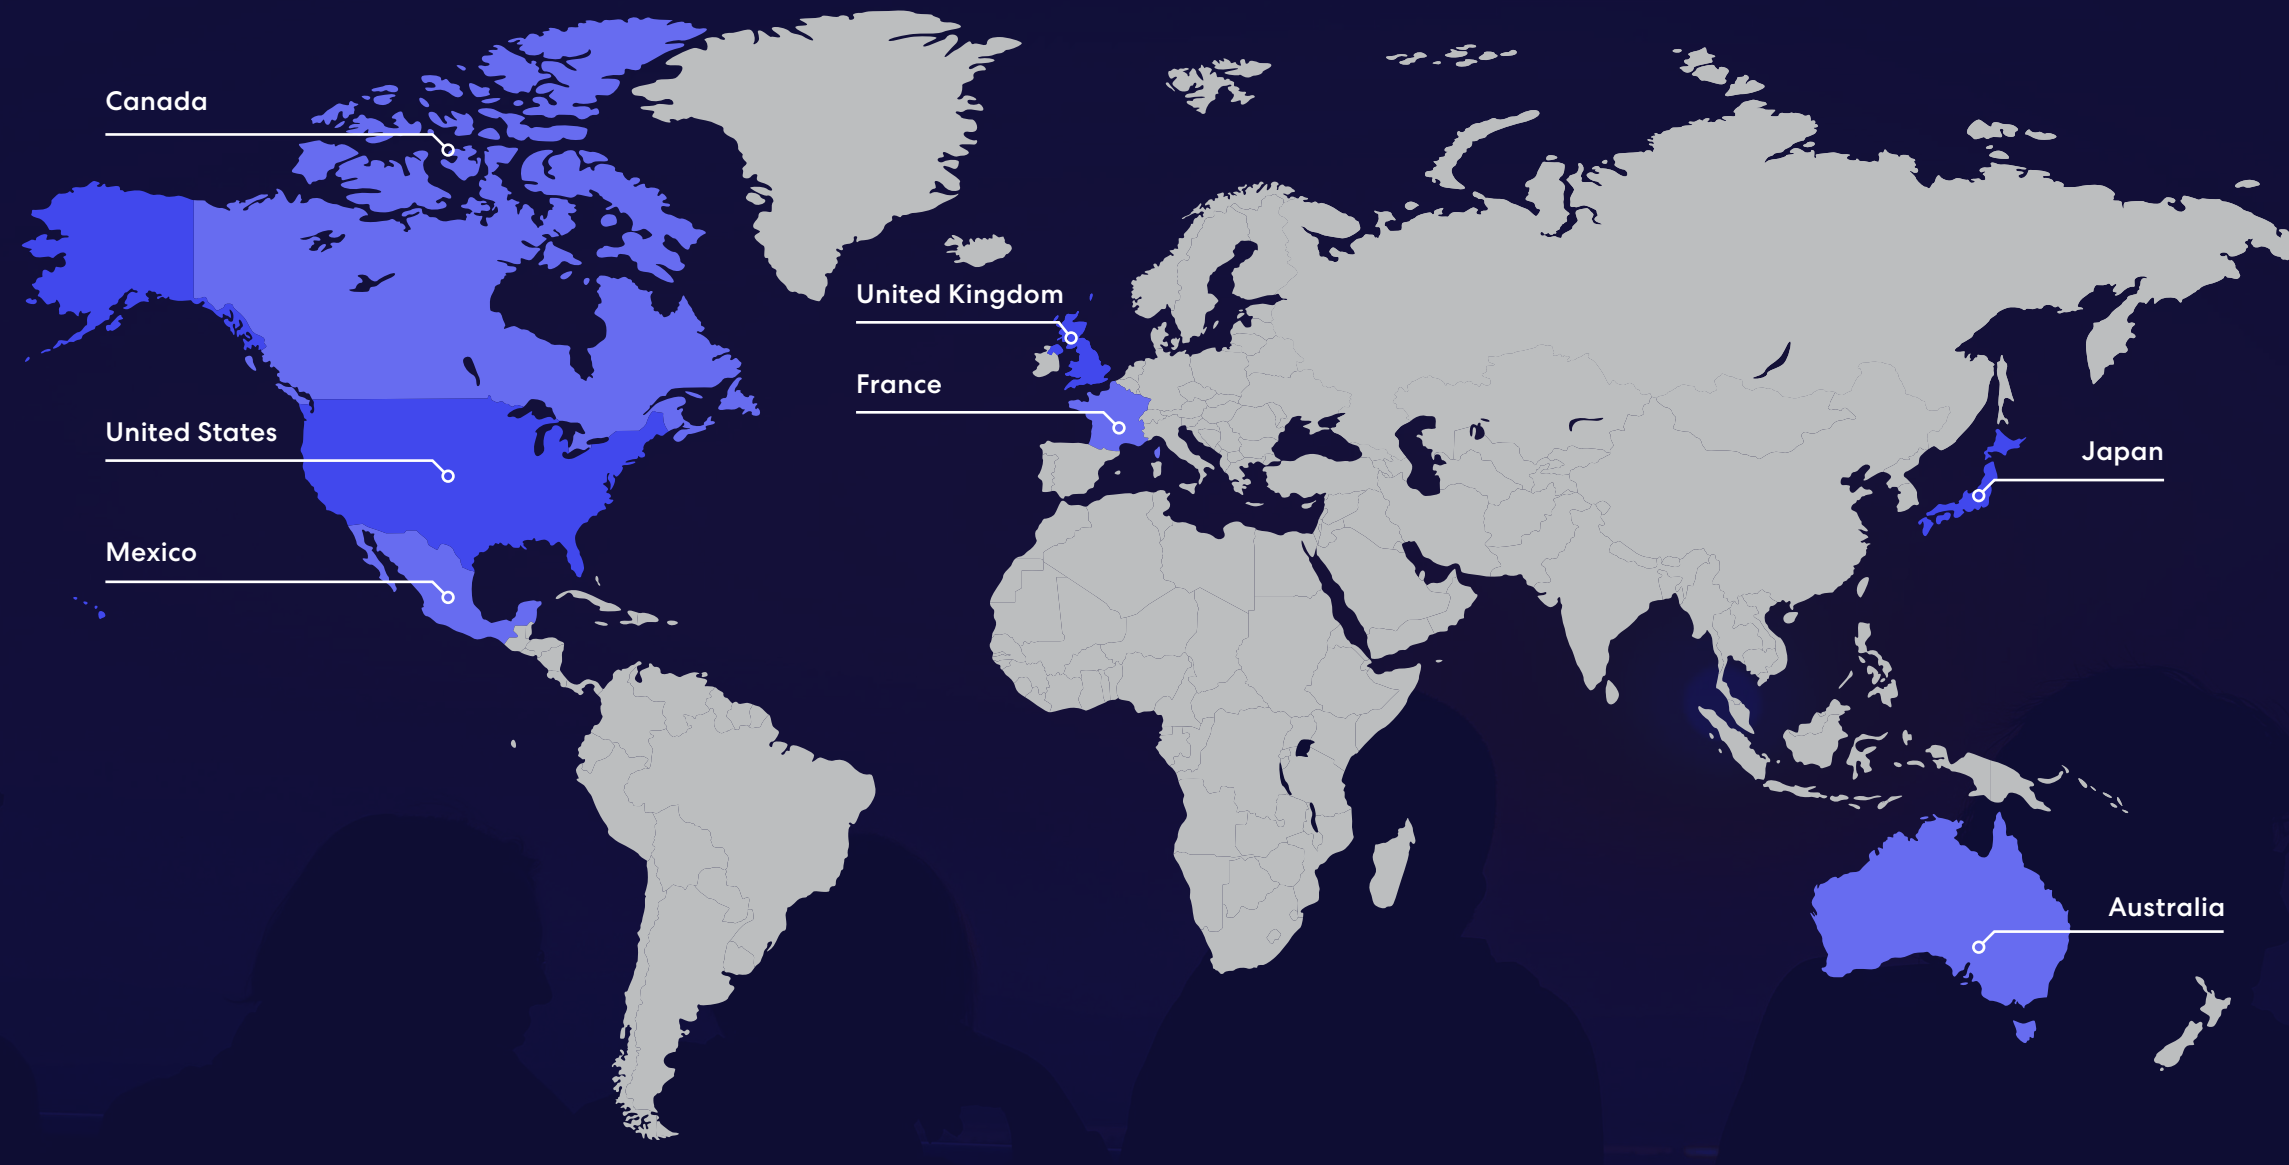 Canada
United Kingdom
France
United States
Japan
Mexico
Australia